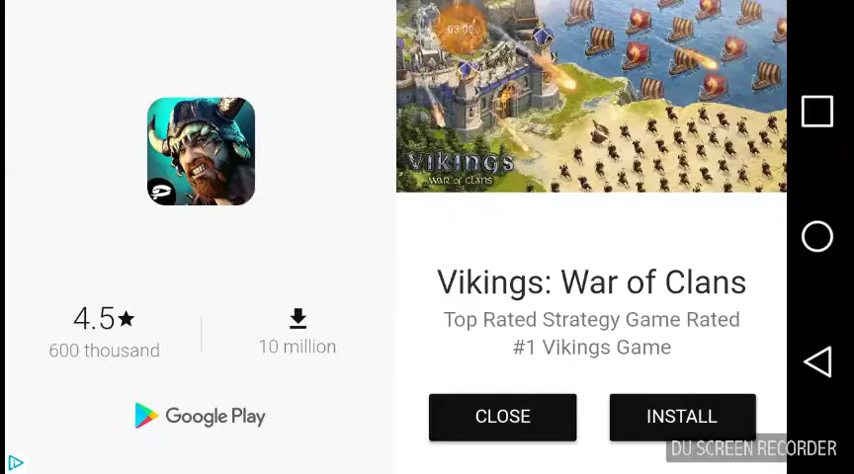 4.5★
600 thousand
10 million
Google Play
VIKINGS
WAR OF CLANS
Vikings: War of Clans
Top Rated Strategy Game Rated
#1 Vikings Game
CLOSE
INSTALL
DU SCREEN RECORDER